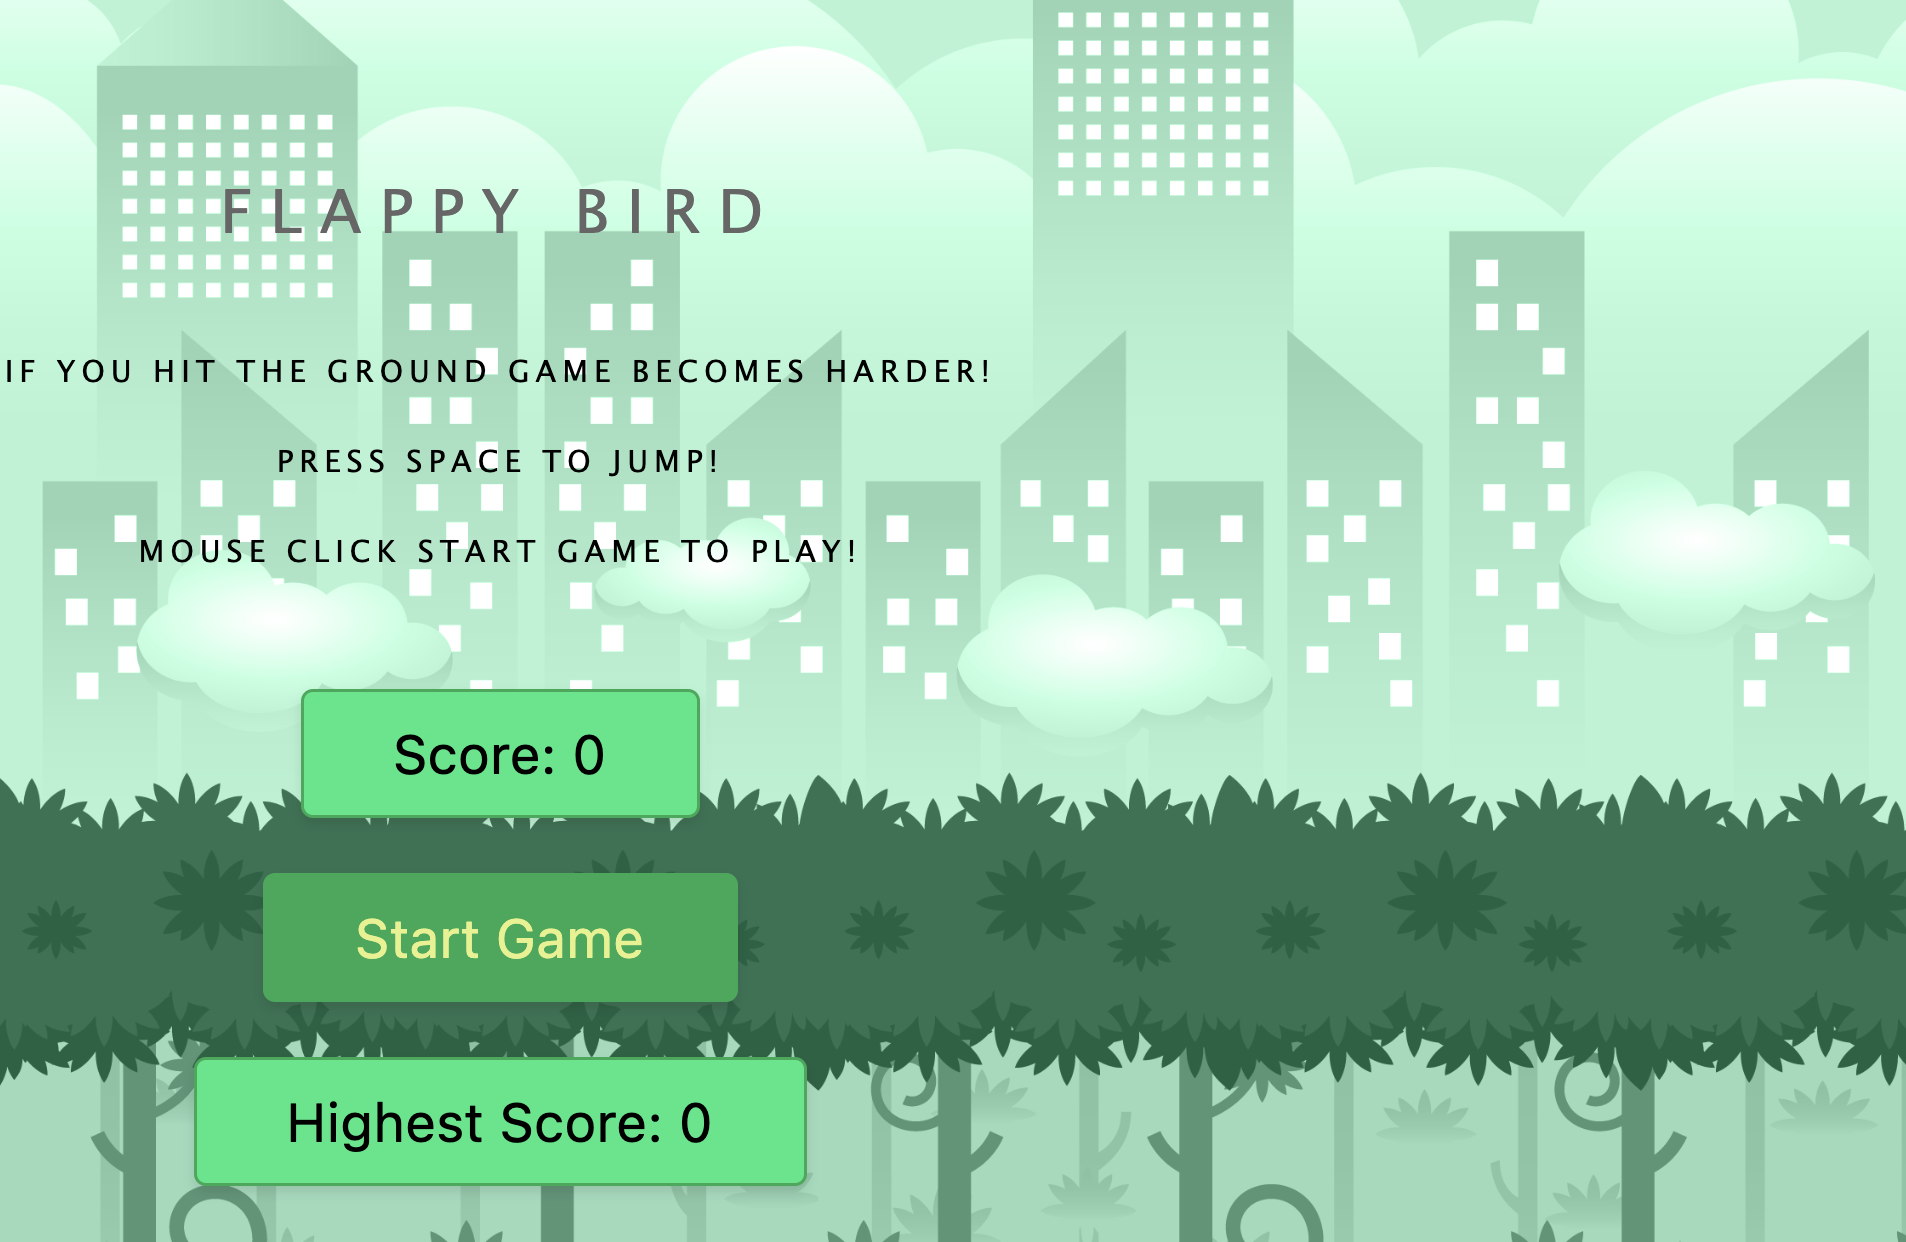 FLAPPY BIRD
IF YOU HIT THE GROUND GAME BECOMES HARDER!
PRESS SPACE TO JUMP!
MOUSE CLICK START GAME TO PLAY!
Score: 0
Start Game
Highest Score: 0